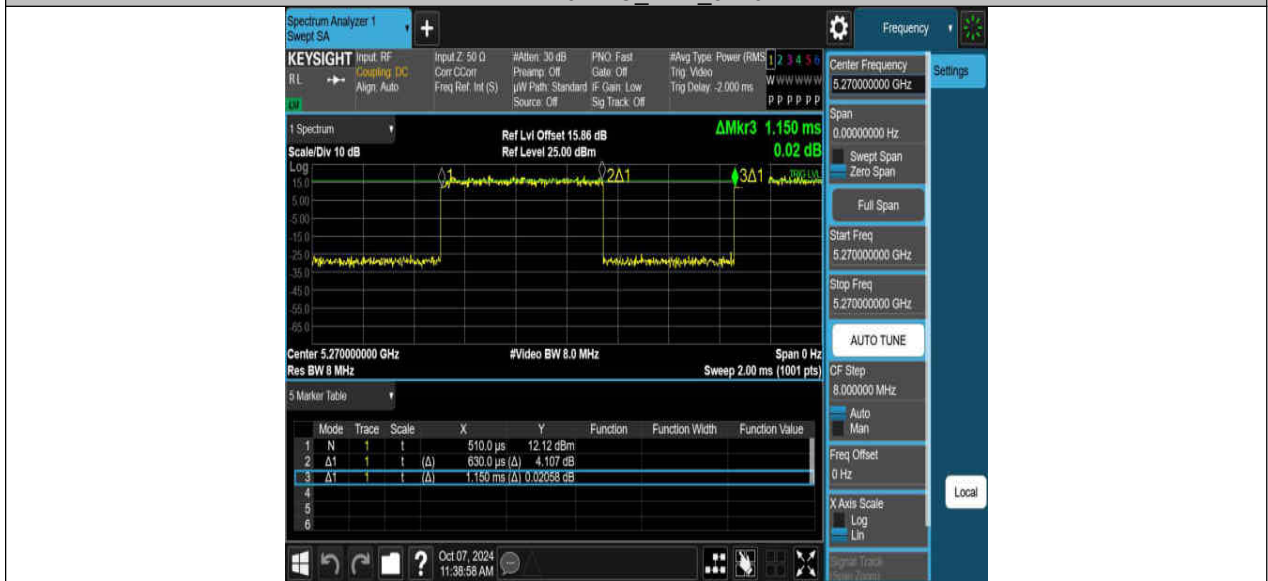 Spectrum Analyzer 1
Swept SA
+
Frequency
KEYSIGHT
RL
LV
Input: RF
Coupling: DC
Align: Auto
Input Z: 50 Ω
Corr CCorr
Freq Ref: Int (S)
#Atten: 30 dB
Preamp: Off
µW Path: Standard
Source: Off
PNO: Fast
Gate: Off
IF Gain: Low
Sig Track: Off
#Avg Type: Power (RMS
Trig: Video
Trig Delay: -2.000 ms
1 2 3 4 5 6
W W W W W W
P P P P P P
1 Spectrum
Scale/Div 10 dB
Ref Lvl Offset 15.86 dB
Ref Level 25.00 dBm
ΔMkr3 1.150 ms
0.02 dB
Log
15.0
5.00
-5.00
-15.0
-25.0
-35.0
-45.0
-55.0
-65.0
1
2Δ1
3Δ1
TRIG LVL
Center 5.270000000 GHz
Res BW 8 MHz
#Video BW 8.0 MHz
Span 0 Hz
Sweep 2.00 ms (1001 pts)
5 Marker Table
Mode Trace Scale X Y Function Function Width Function Value
1 N 1 t 510.0 µs 12.12 dBm
2 Δ1 1 t (Δ) 630.0 µs (Δ) 4.107 dB
3 Δ1 1 t (Δ) 1.150 ms (Δ) 0.02058 dB
4
5
6
Oct 07, 2024
11:38:58 AM
?
Center Frequency
5.270000000 GHz
Settings
Span
0.00000000 Hz
Swept Span
Zero Span
Full Span
Start Freq
5.270000000 GHz
Stop Freq
5.270000000 GHz
AUTO TUNE
CF Step
8.000000 MHz
Auto
Man
Freq Offset
0 Hz
X Axis Scale
Log
Lin
Signal Track
(Span Zoom)
Local